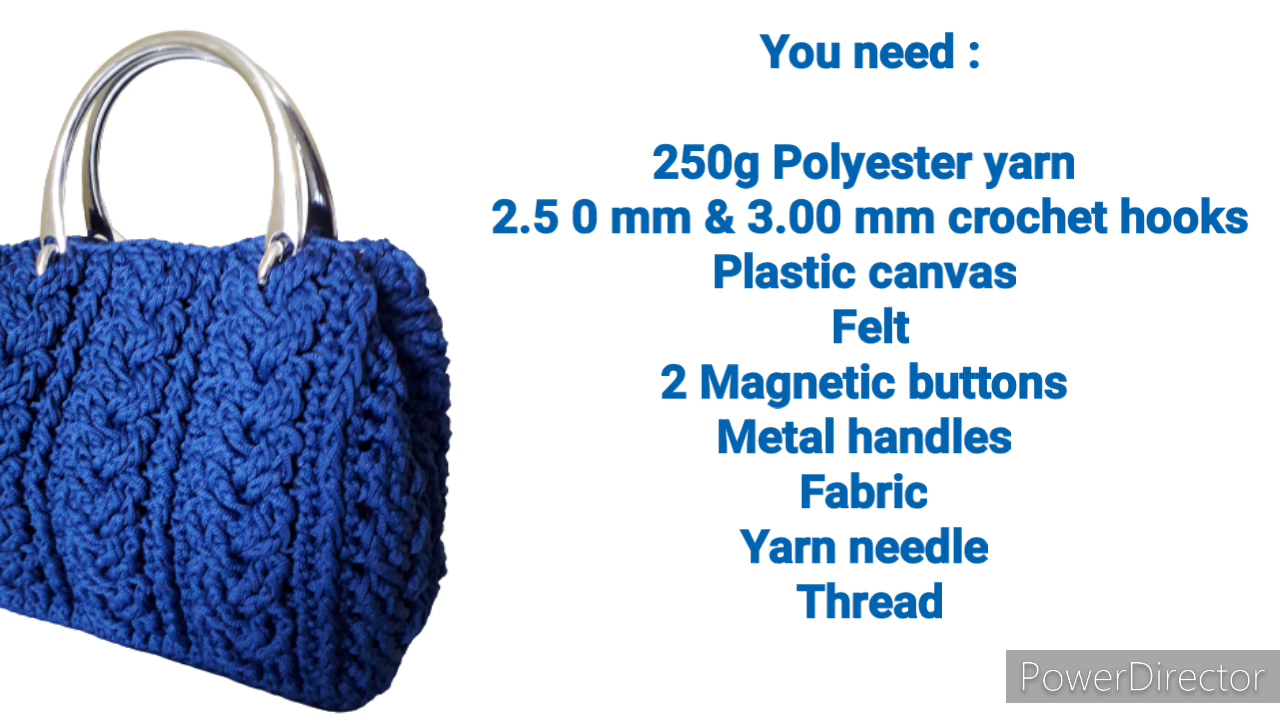 You need :
250g Polyester yarn
2.5 0 mm & 3.00 mm crochet hooks
Plastic canvas
Felt
2 Magnetic buttons
Metal handles
Fabric
Yarn needle
Thread
PowerDirector